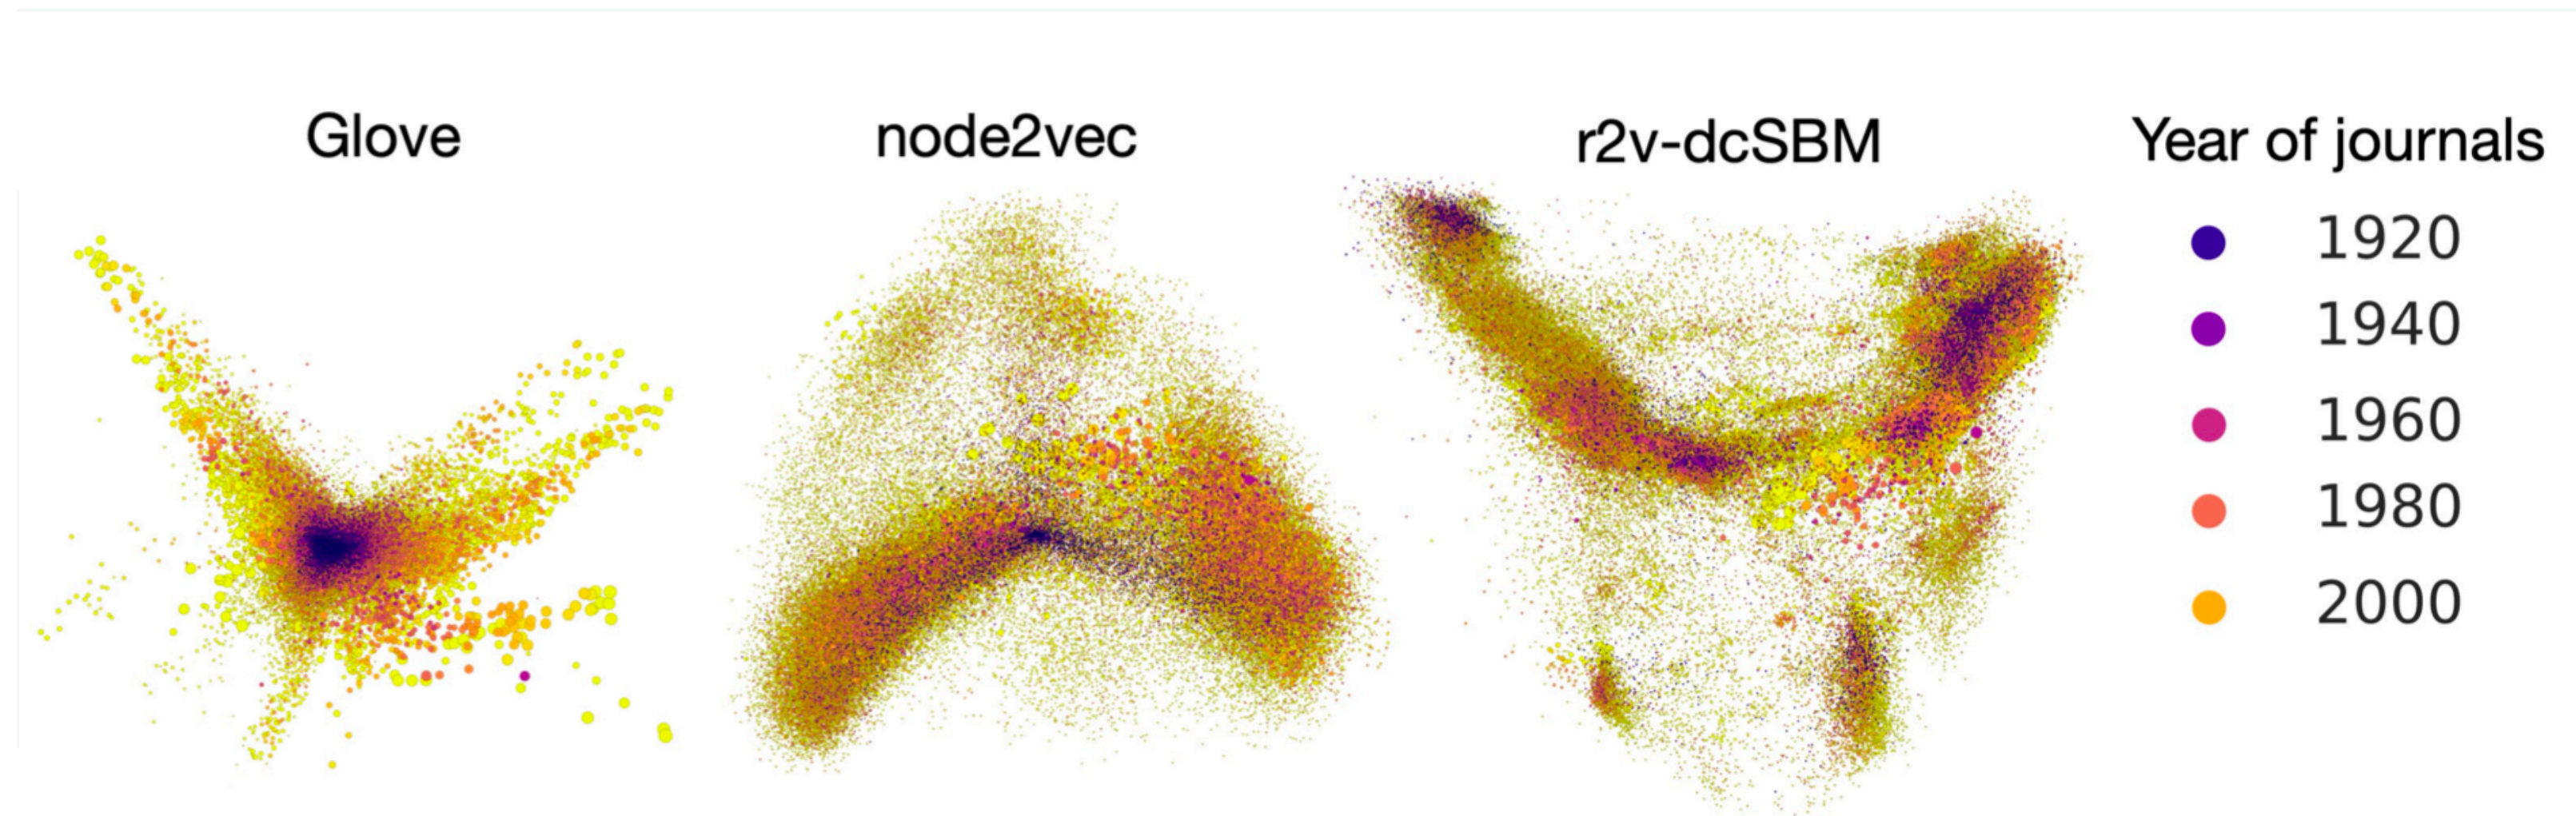 Glove
node2vec
r2v-dcSBM
Year of journals
1920
1940
1960
1980
2000